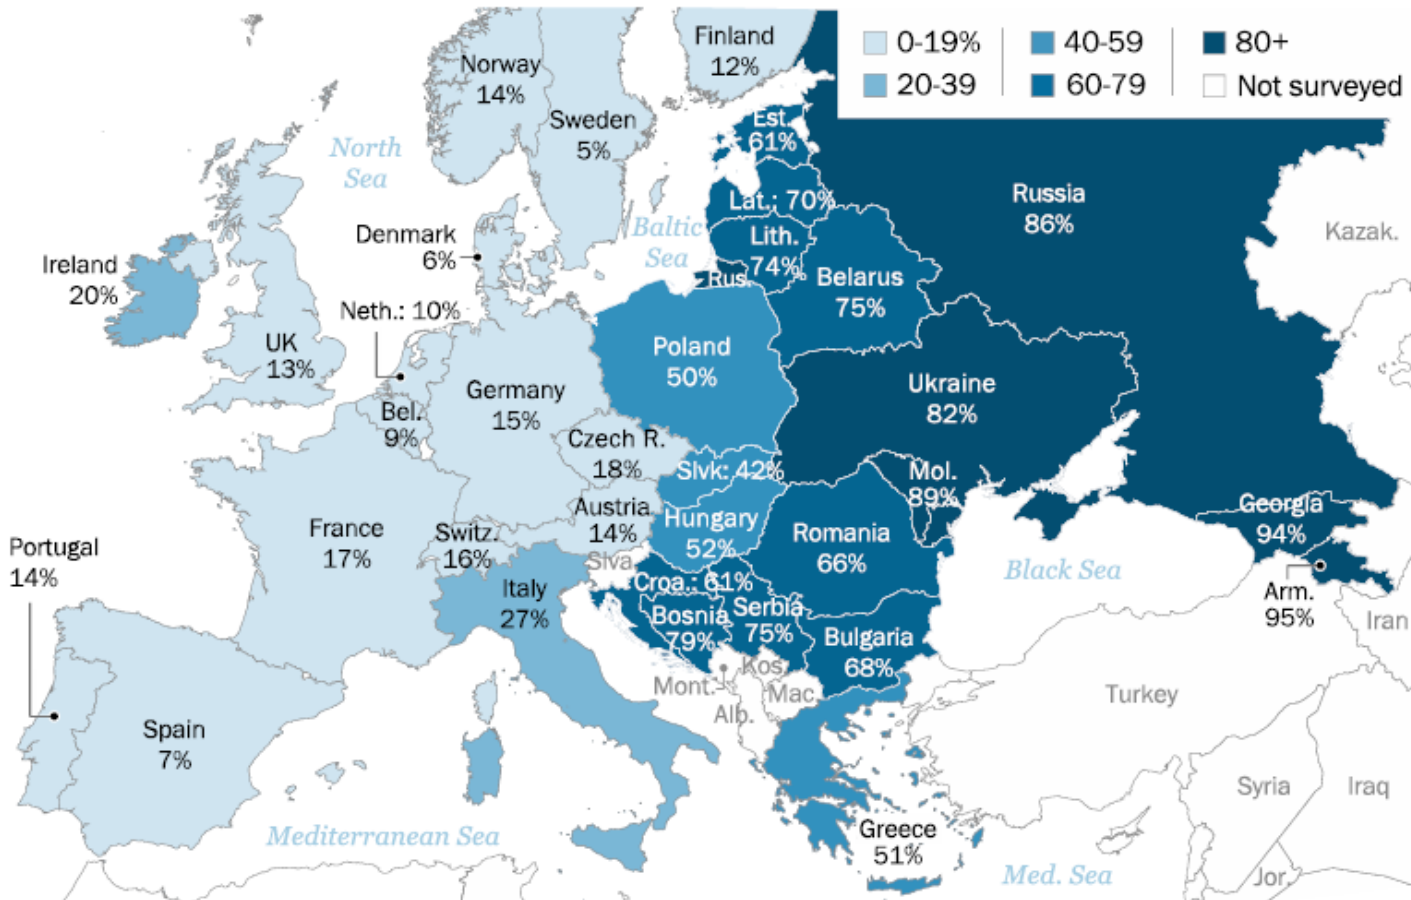 0-19%
20-39
40-59
60-79
80+
Not surveyed
Finland
12%
Norway
14%
Sweden
5%
Est.
61%
North
Sea
Russia
86%
Lat.: 70%
Baltic
Sea
Kazak.
Denmark
6%
Lith.
74%
Ireland
20%
Rus.
Belarus
75%
Neth.: 10%
UK
13%
Poland
50%
Germany
15%
Ukraine
82%
Bel.
9%
Czech R.
18%
Slvk: 42%
Mol.
89%
Austria
14%
Hungary
52%
Georgia
94%
France
17%
Switz.
16%
Romania
66%
Portugal
14%
Slva.
Black Sea
Italy
27%
Croa.: 61%
Arm.
95%
Bosnia
79%
Serbia
75%
Iran
Bulgaria
68%
Kos.
Mont.
Mac.
Turkey
Alb.
Spain
7%
Syria
Iraq
Mediterranean Sea
Greece
51%
Med. Sea
Jor.